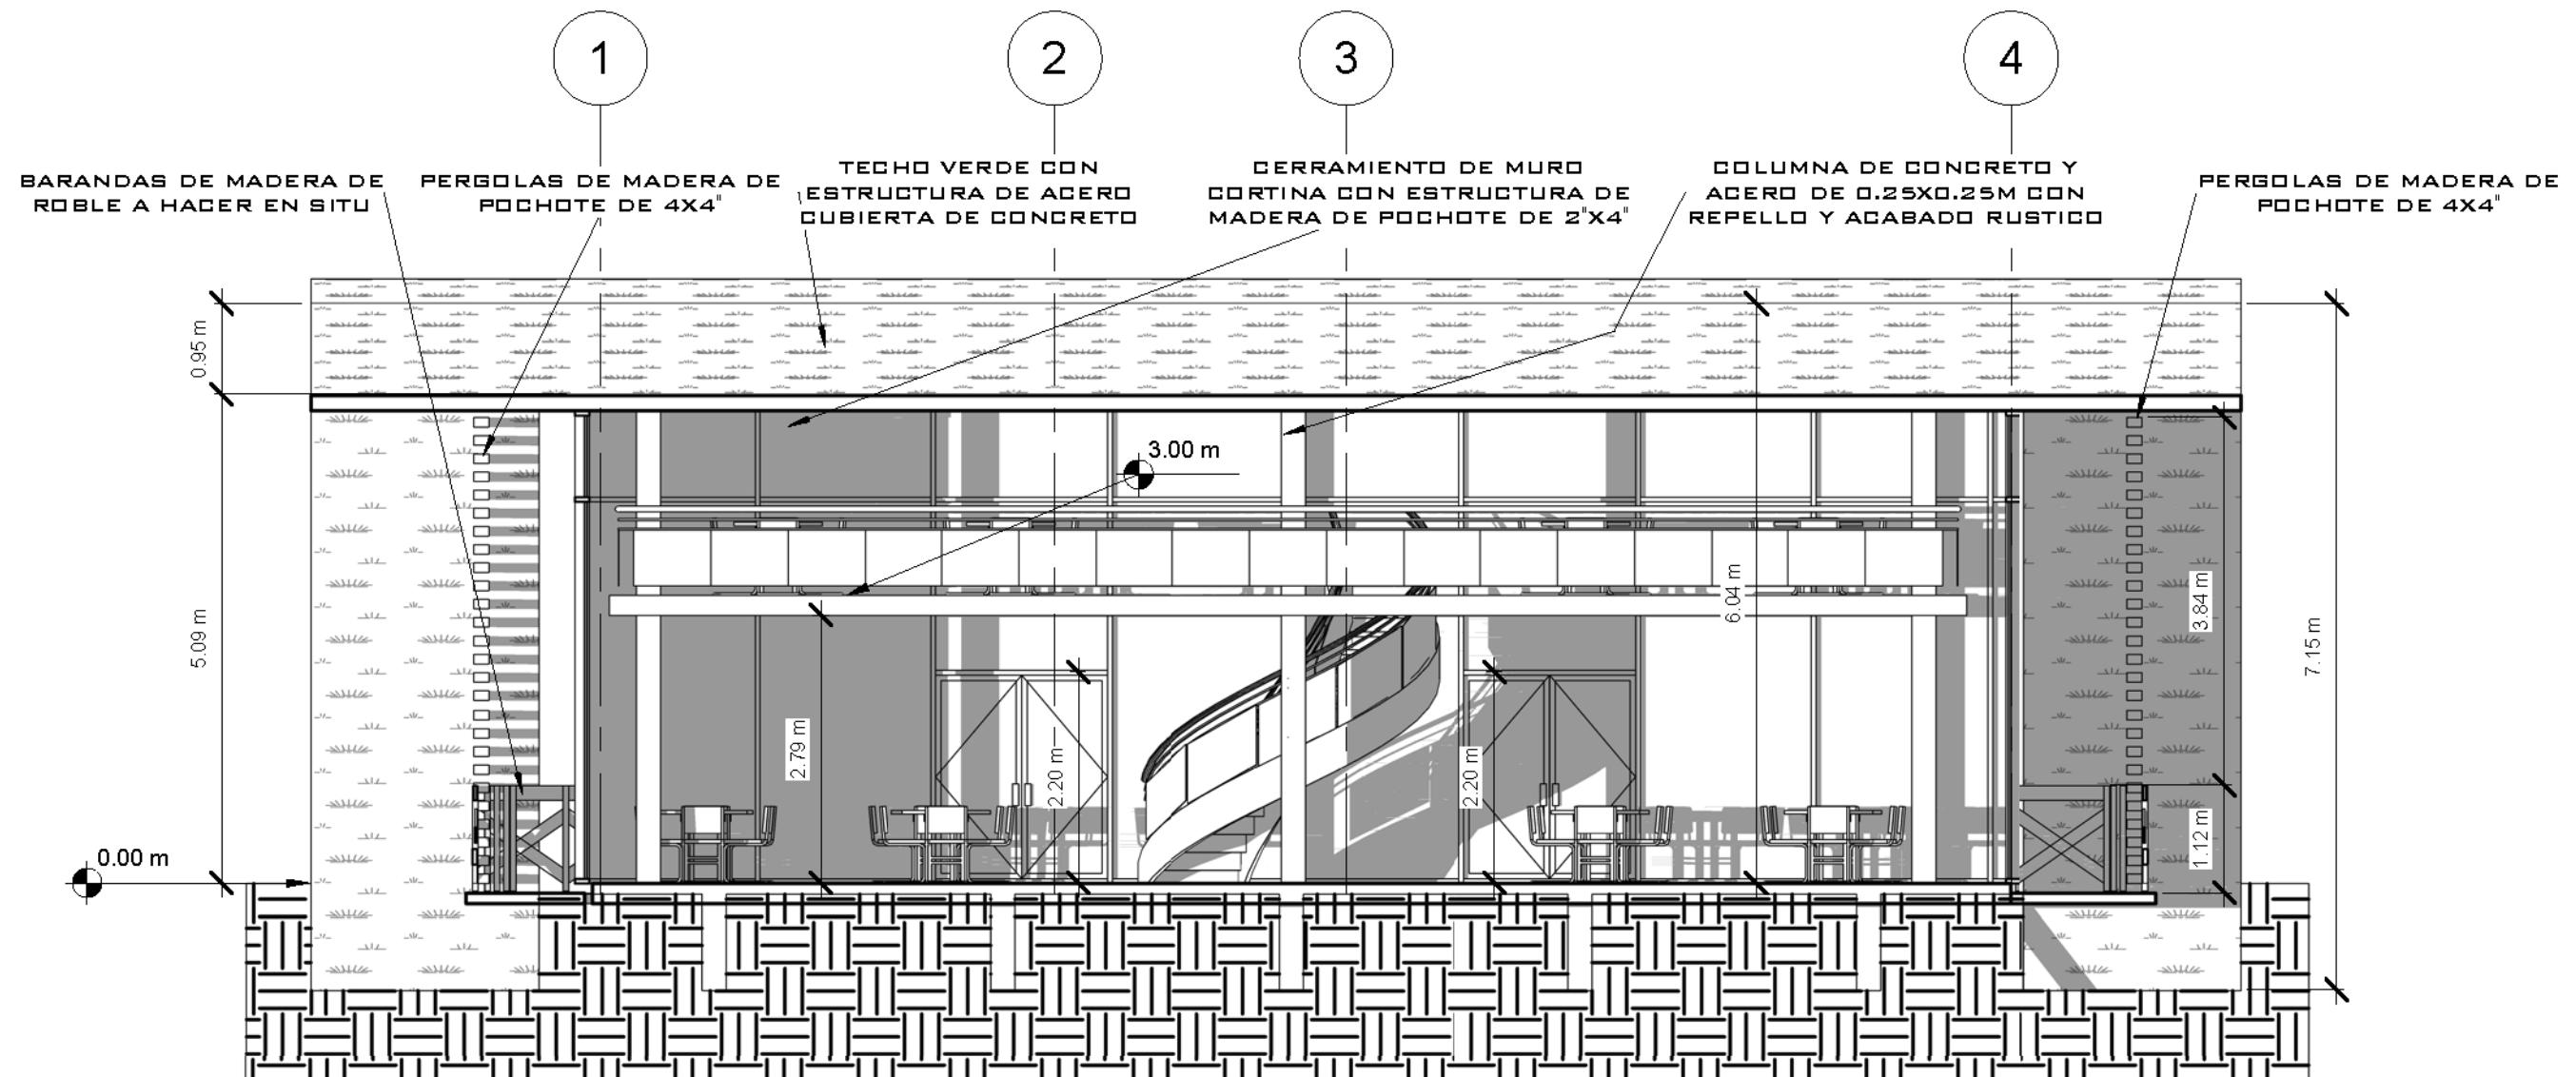 1
2
3
4
BARANDAS DE MADERA DE
ROBLE A HACER EN SITU
PERGOLAS DE MADERA DE
POCHOTE DE 4X4"
TECHO VERDE CON
ESTRUCTURA DE ACERO
CUBIERTA DE CONCRETO
CERRAMIENTO DE MURO
CORTINA CON ESTRUCTURA DE
MADERA DE POCHOTE DE 2"X4"
COLUMNA DE CONCRETO Y
ACERO DE 0.25X0.25M CON
REPELLO Y ACABADO RUSTICO
PERGOLAS DE MADERA DE
POCHOTE DE 4X4"
0.95 m
5.09 m
0.00 m
3.00 m
2.79 m
2.20 m
2.20 m
6.04 m
3.84 m
1.12 m
7.15 m